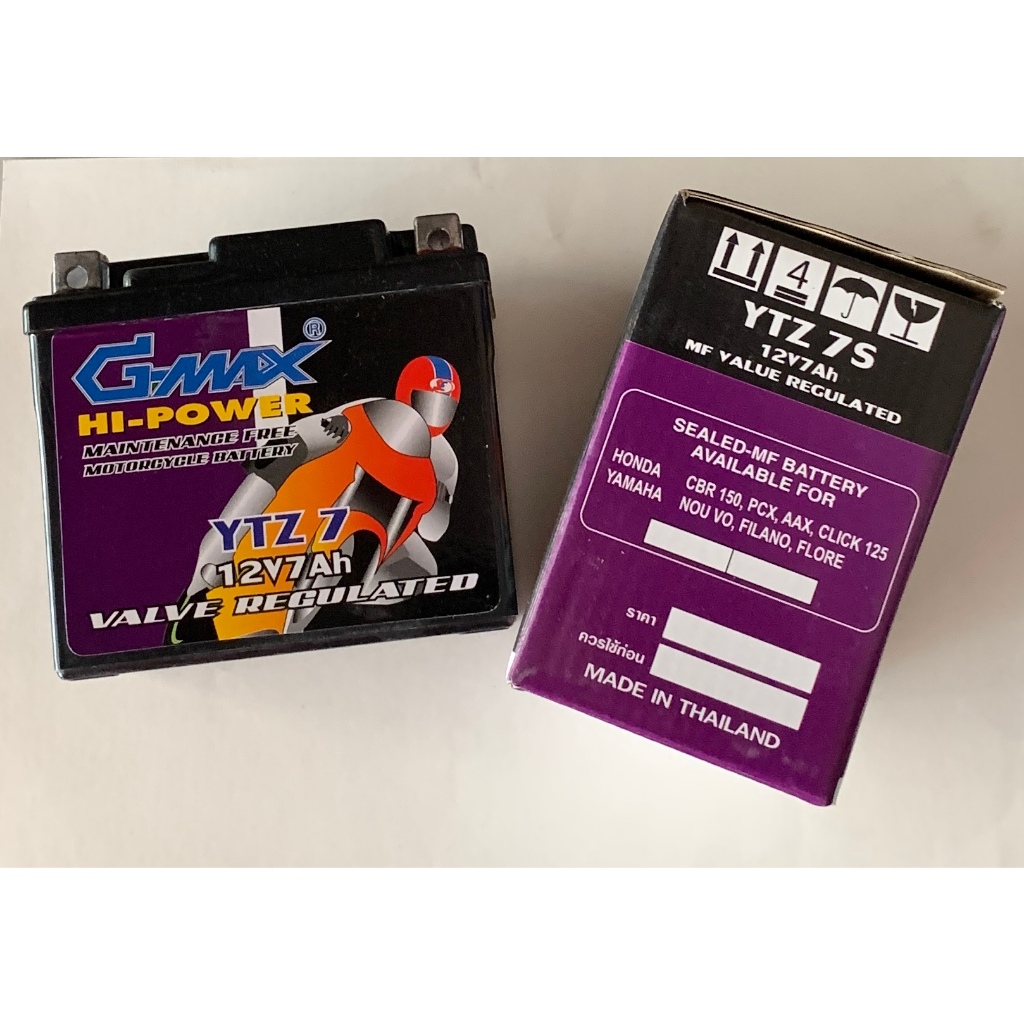 G-MAX ®
HI-POWER
MAINTENANCE FREE
MOTORCYCLE BATTERY
YTZ 7
12V7Ah
VALVE REGULATED
4
YTZ 7S
12V7Ah
MF VALUE REGULATED
SEALED-MF BATTERY
AVAILABLE FOR
HONDA CBR 150, PCX, AAX, CLICK 125
YAMAHA NOU VO, FILANO, FLORE
ราคา
ควรใช้ก่อน
MADE IN THAILAND